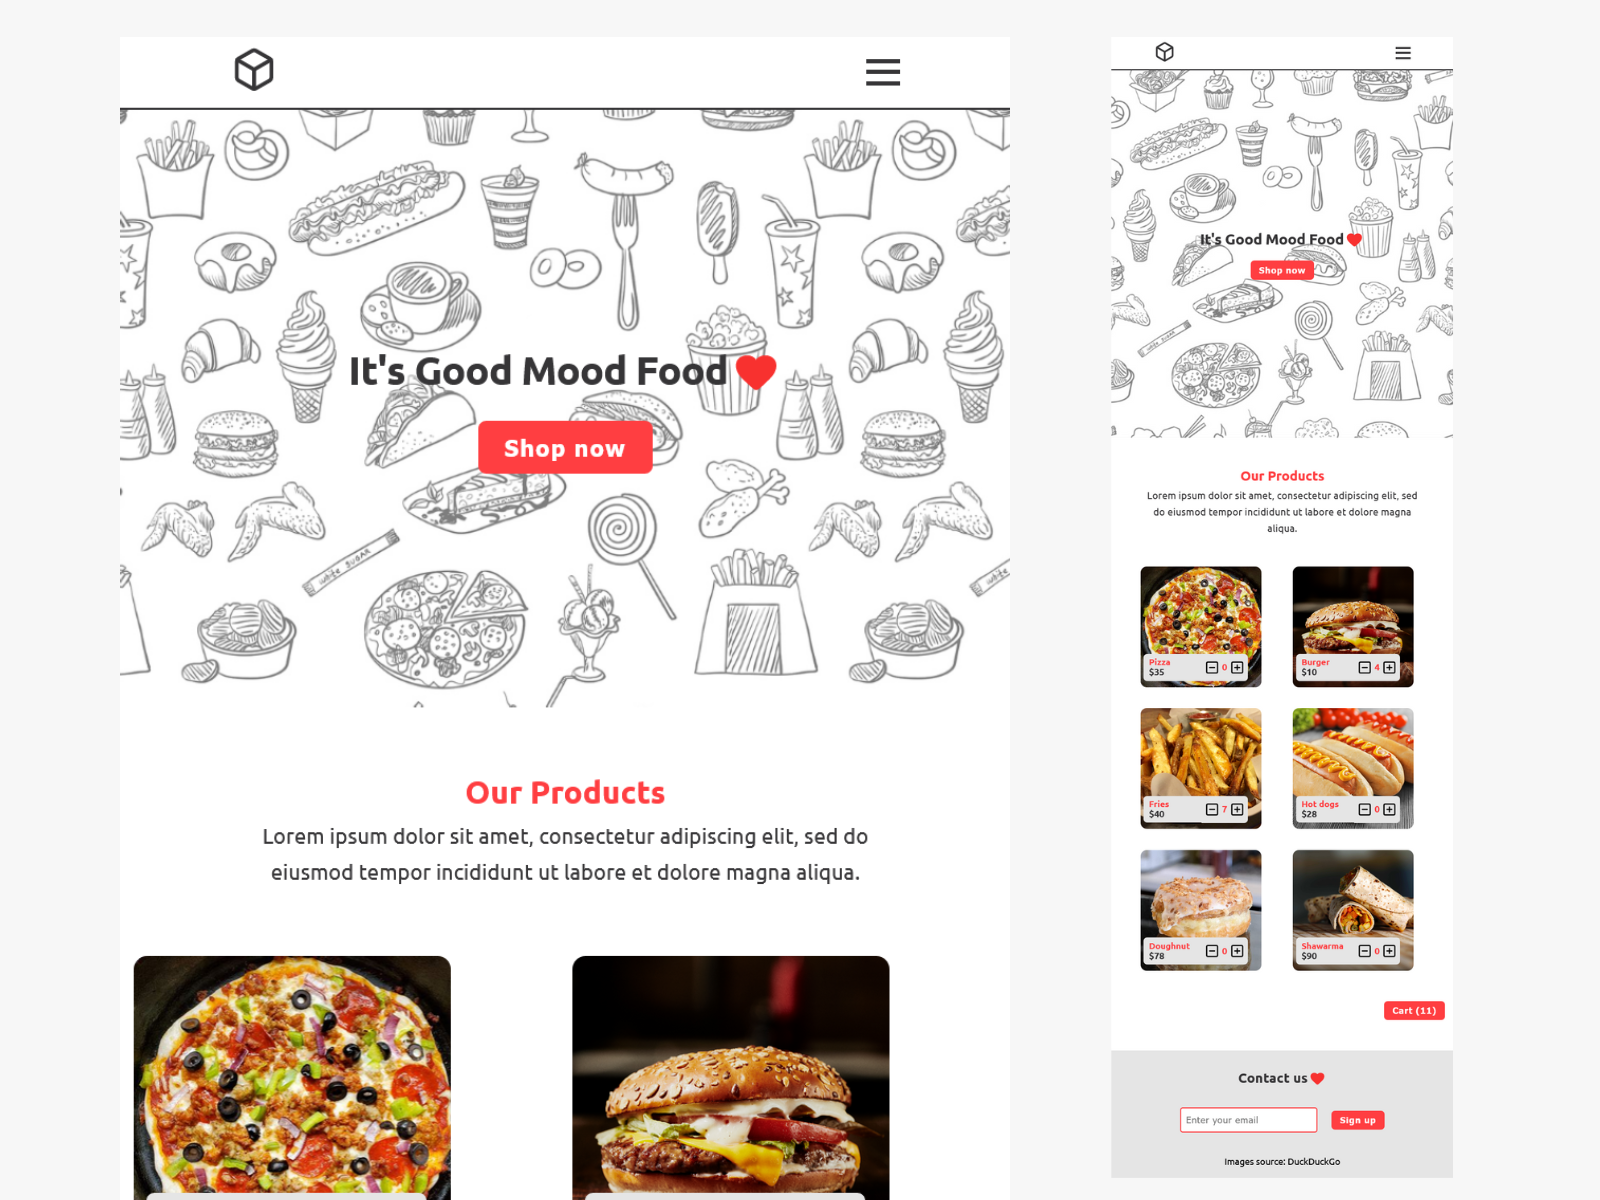 It's Good Mood Food
Shop now
WHITE SUGAR
WHITE
Our Products
Lorem ipsum dolor sit amet, consectetur adipiscing elit, sed do
eiusmod tempor incididunt ut labore et dolore magna aliqua.
It's Good Mood Food
Shop now
Our Products
Lorem ipsum dolor sit amet, consectetur adipiscing elit, sed
do eiusmod tempor incididunt ut labore et dolore magna
aliqua.
Pizza
$35
0
Burger
$10
4
Fries
$40
7
Hot dogs
$28
0
Doughnut
$78
0
Shawarma
$90
0
Cart (11)
Contact us
Enter your email
Sign up
Images source: DuckDuckGo